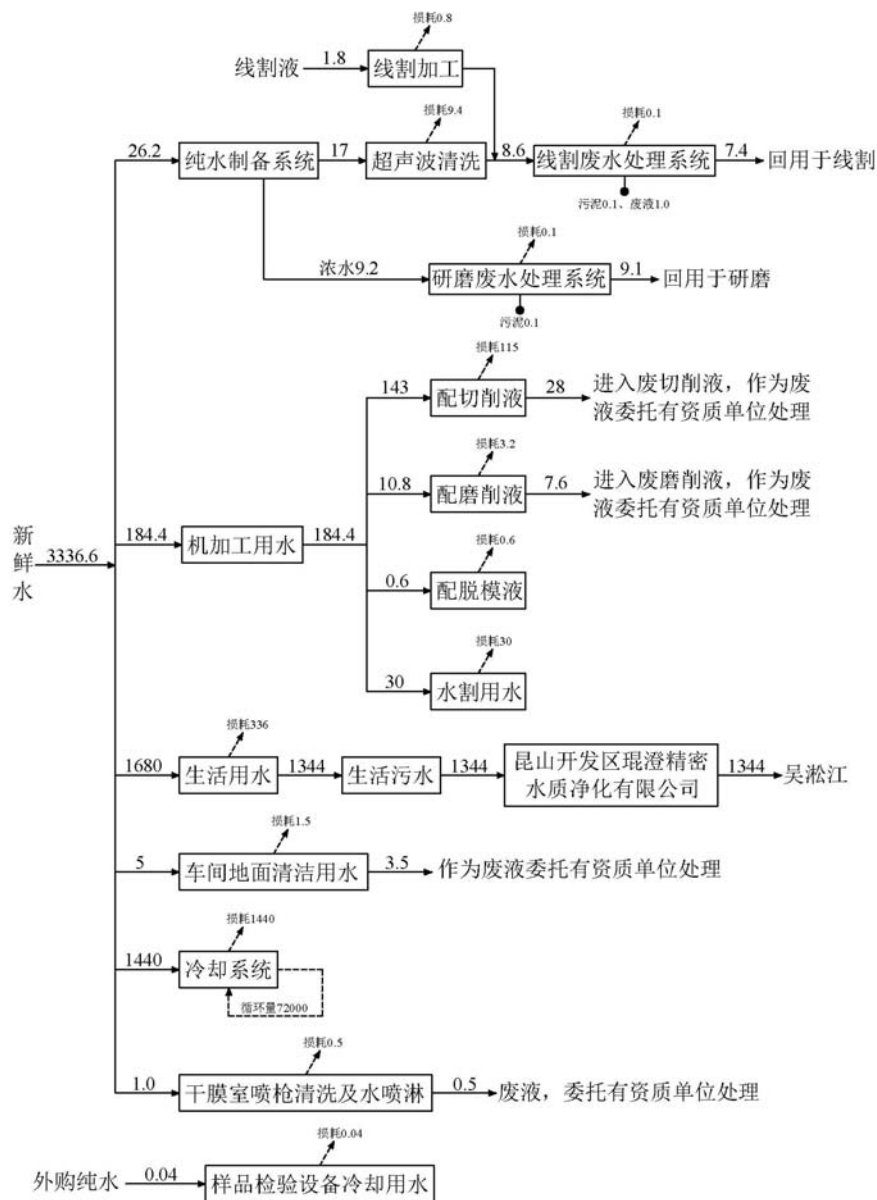 损耗0.8
线割液
1.8
线割加工
损耗9.4
损耗0.1
26.2
纯水制备系统
17
超声波清洗
8.6
线割废水处理系统
7.4
回用于线割
污泥0.1、废液1.0
损耗0.1
浓水9.2
研磨废水处理系统
9.1
回用于研磨
污泥0.1
损耗115
143
配切削液
28
进入废切削液，作为废
液委托有资质单位处理
损耗3.2
10.8
配磨削液
7.6
进入废磨削液，作为废
液委托有资质单位处理
新
鲜
水
3336.6
184.4
机加工用水
184.4
损耗0.6
0.6
配脱模液
损耗30
30
水割用水
损耗336
1680
生活用水
1344
生活污水
1344
昆山开发区琨澄精密
水质净化有限公司
1344
吴淞江
损耗1.5
5
车间地面清洁用水
3.5
作为废液委托有资质单位处理
损耗1440
1440
冷却系统
循环量72000
损耗0.5
1.0
干膜室喷枪清洗及水喷淋
0.5
废液，委托有资质单位处理
损耗0.04
外购纯水
0.04
样品检验设备冷却用水